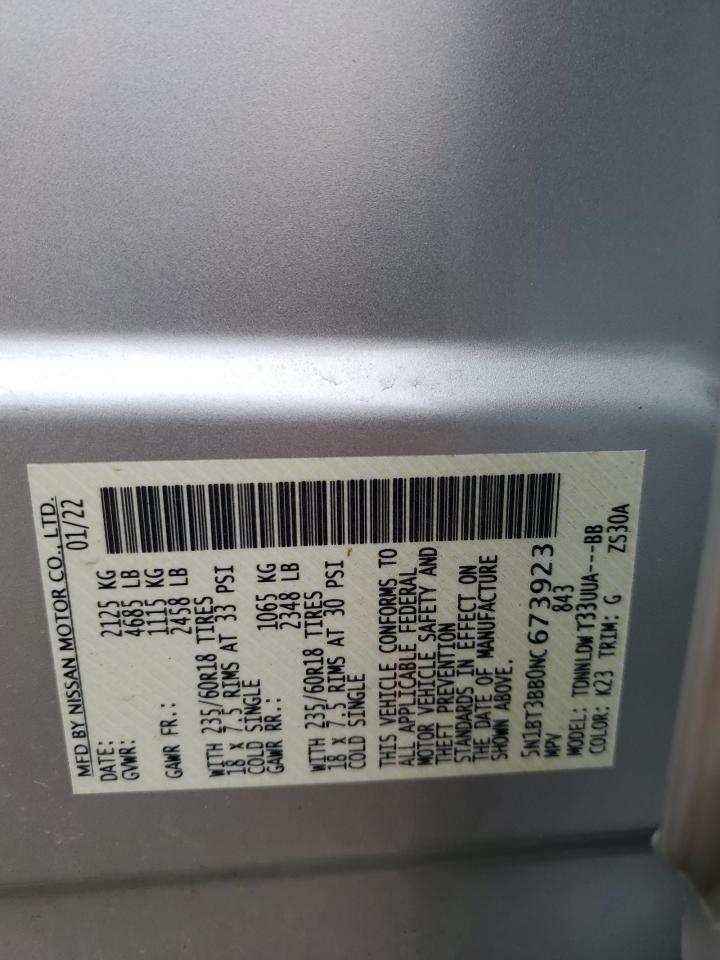 MFD BY NISSAN MOTOR CO., LTD.
DATE: 01/22
GVWR: 2125 KG
4685 LB
GAWR FR.: 1115 KG
2458 LB
WITH 235/60R18 TIRES
18 X 7.5 RIMS AT 33 PSI
COLD SINGLE
GAWR RR.: 1065 KG
2348 LB
WITH 235/60R18 TIRES
18 X 7.5 RIMS AT 30 PSI
COLD SINGLE
THIS VEHICLE CONFORMS TO
ALL APPLICABLE FEDERAL
MOTOR VEHICLE SAFETY AND
THEFT PREVENTION
STANDARDS IN EFFECT ON
THE DATE OF MANUFACTURE
SHOWN ABOVE.
5N1BT3BB0NC673923
MPV 843
MODEL: TDNNLDW T33UUA---BB
COLOR: K23 TRIM: G ZS30A